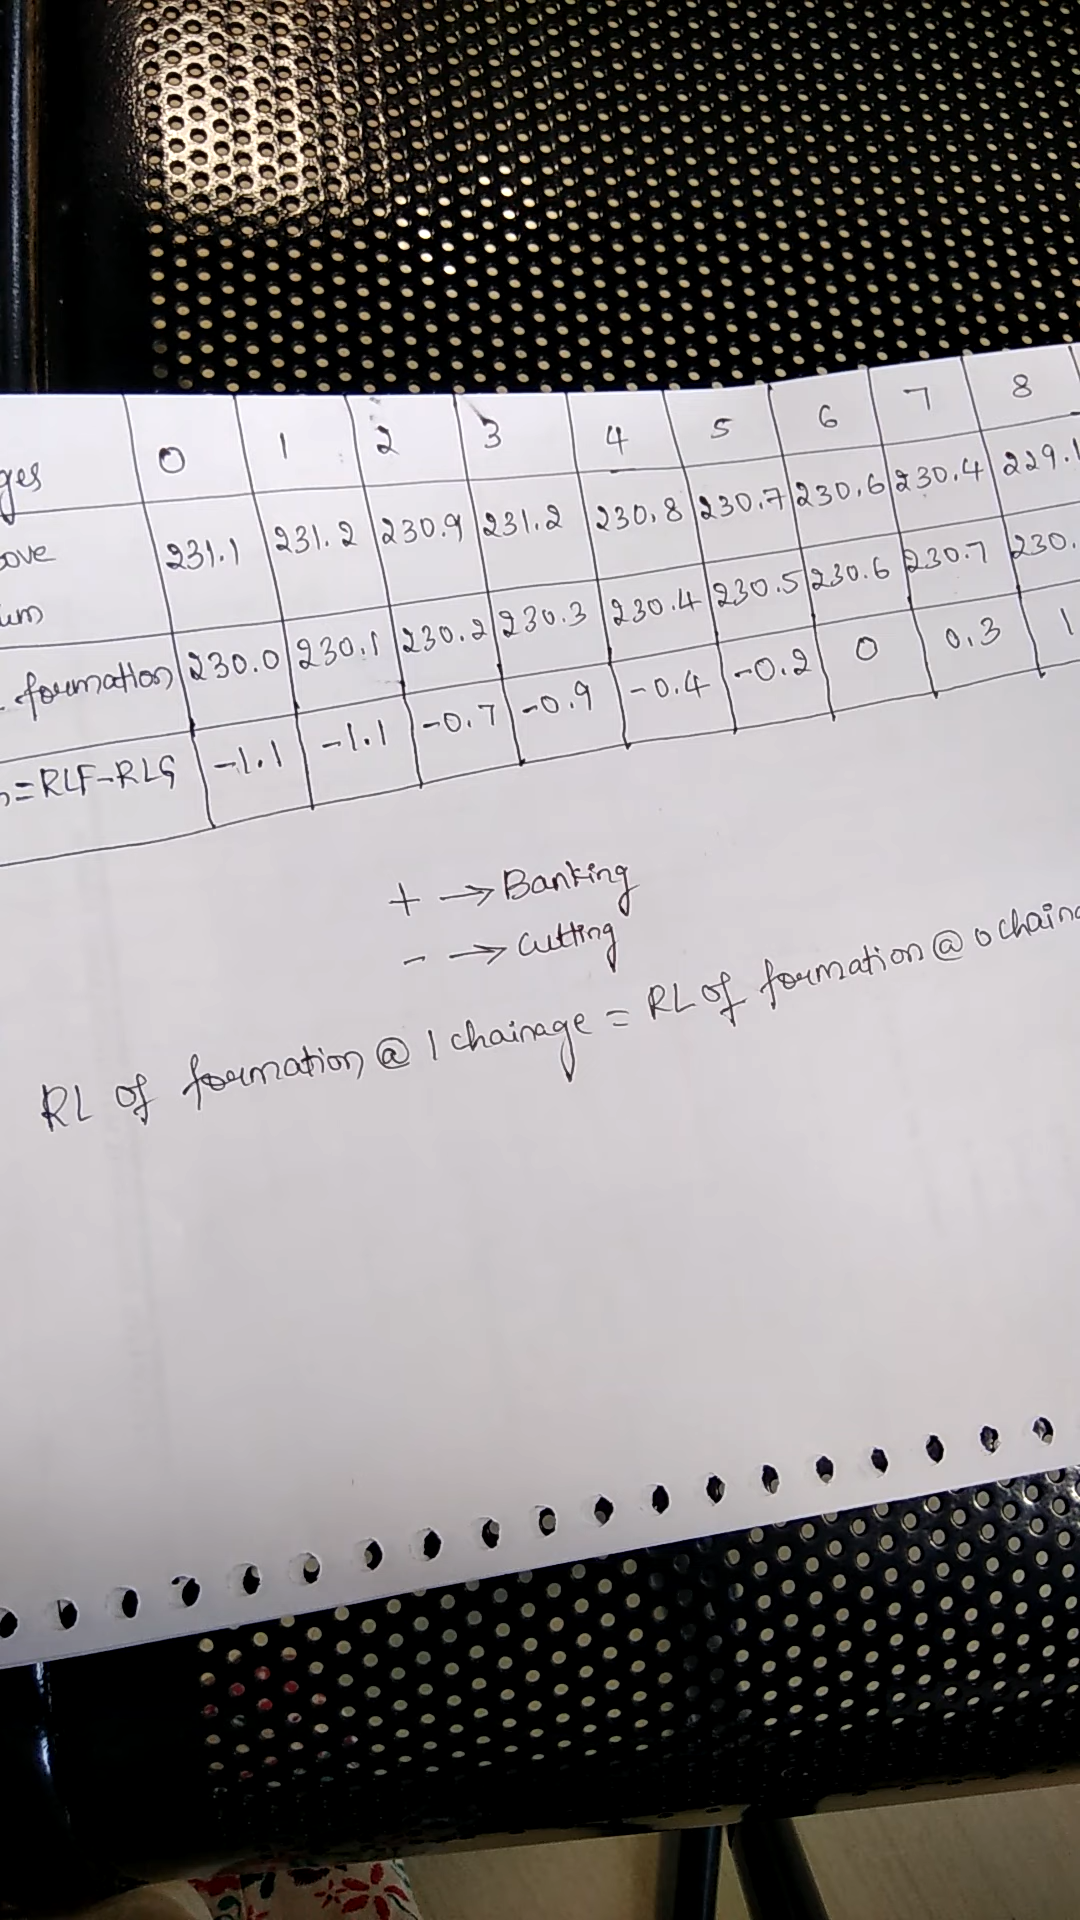 ges 0 1 2 3 4 5 6 7 8
ove 231.1 231.2 230.9 231.2 230.8 230.7 230.6 230.4 229.1
um
formation 230.0 230.1 230.2 230.3 230.4 230.5 230.6 230.7 230.
=RLF-RLG -1.1 -1.1 -0.7 -0.9 -0.4 -0.2 0 0.3 1
+ → Banking
- → Cutting
RL of formation @ 1 chainage = RL of formation @ 0 chaina